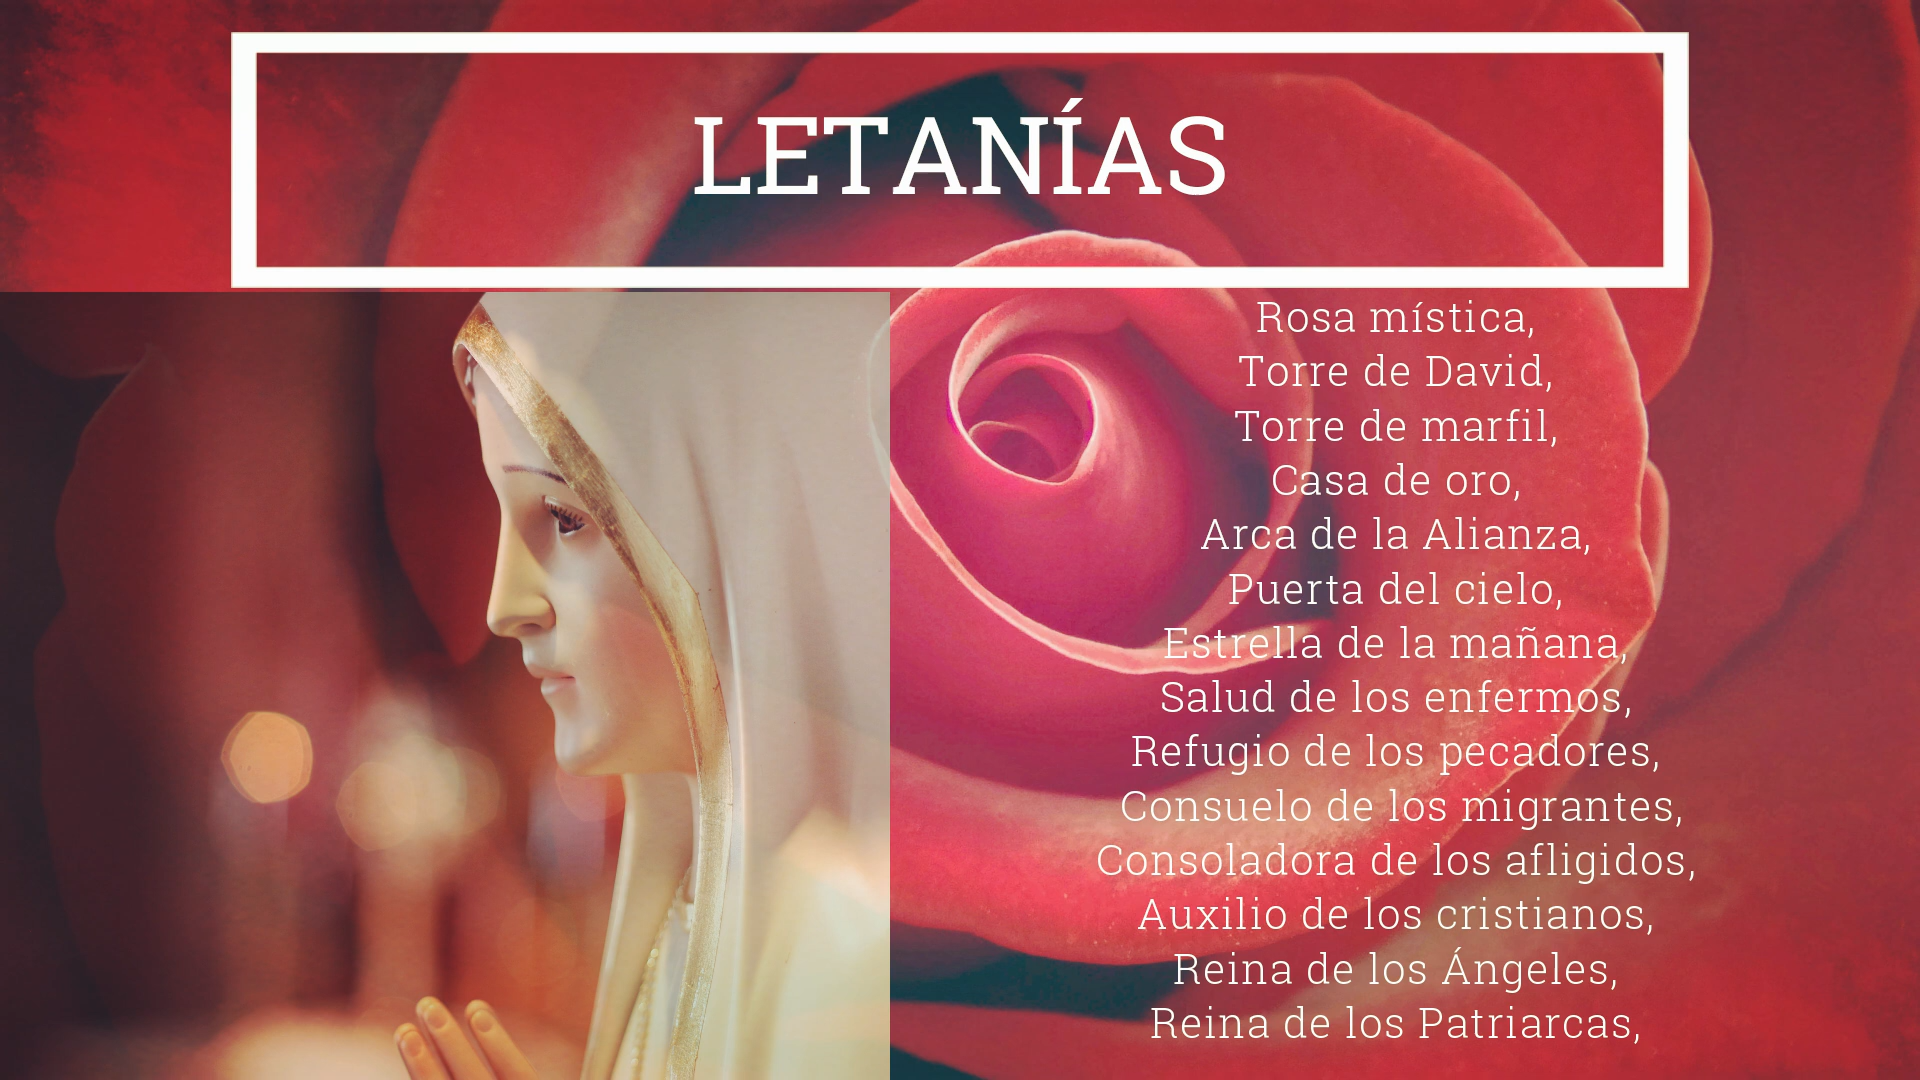 LETANÍAS
Rosa mística,
Torre de David,
Torre de marfil,
Casa de oro,
Arca de la Alianza,
Puerta del cielo,
Estrella de la mañana,
Salud de los enfermos,
Refugio de los pecadores,
Consuelo de los migrantes,
Consoladora de los afligidos,
Auxilio de los cristianos,
Reina de los Ángeles,
Reina de los Patriarcas,